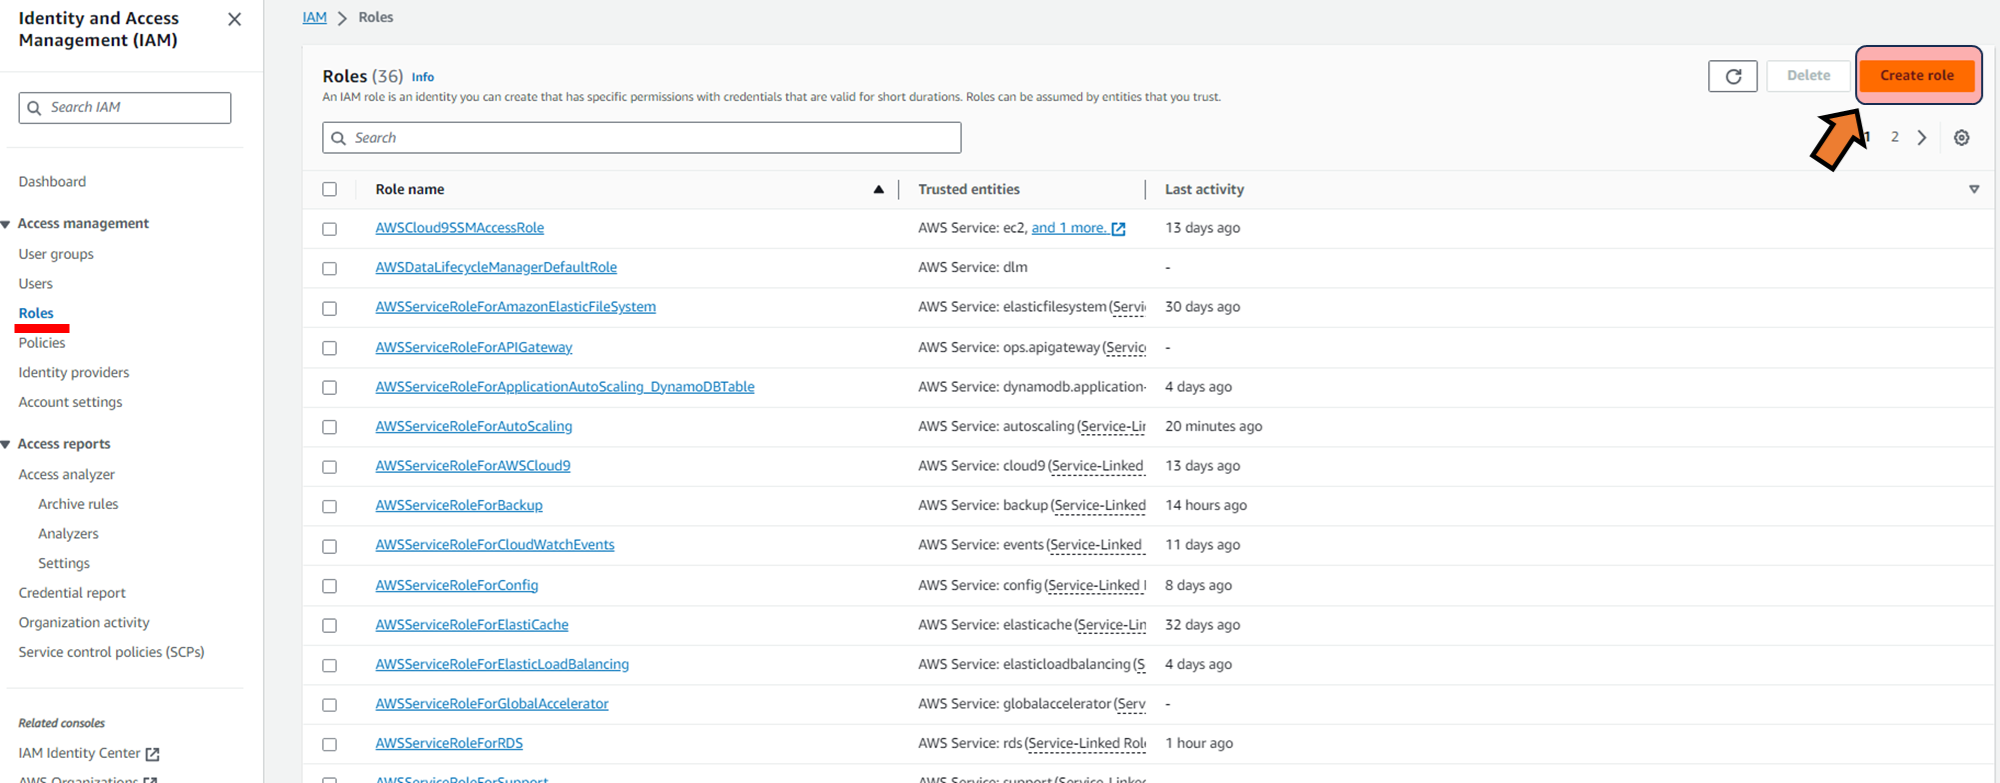 Identity and Access
Management (IAM)
Search IAM
Dashboard
Access management
User groups
Users
Roles
Policies
Identity providers
Account settings
Access reports
Access analyzer
Archive rules
Analyzers
Settings
Credential report
Organization activity
Service control policies (SCPs)
Related consoles
IAM Identity Center
AWS Organizations
IAM > Roles
Roles (36) Info
An IAM role is an identity you can create that has specific permissions with credentials that are valid for short durations. Roles can be assumed by entities that you trust.
Delete
Create role
Search
1 2
Role name Trusted entities Last activity
AWSCloud9SSMAccessRole AWS Service: ec2, and 1 more. 13 days ago
AWSDataLifecycleManagerDefaultRole AWS Service: dlm -
AWSServiceRoleForAmazonElasticFileSystem AWS Service: elasticfilesystem (Servi 30 days ago
AWSServiceRoleForAPIGateway AWS Service: ops.apigateway (Servic -
AWSServiceRoleForApplicationAutoScaling_DynamoDBTable AWS Service: dynamodb.application- 4 days ago
AWSServiceRoleForAutoScaling AWS Service: autoscaling (Service-Lin 20 minutes ago
AWSServiceRoleForAWSCloud9 AWS Service: cloud9 (Service-Linked 13 days ago
AWSServiceRoleForBackup AWS Service: backup (Service-Linked 14 hours ago
AWSServiceRoleForCloudWatchEvents AWS Service: events (Service-Linked 11 days ago
AWSServiceRoleForConfig AWS Service: config (Service-Linked 8 days ago
AWSServiceRoleForElastiCache AWS Service: elasticache (Service-Lin 32 days ago
AWSServiceRoleForElasticLoadBalancing AWS Service: elasticloadbalancing (S 4 days ago
AWSServiceRoleForGlobalAccelerator AWS Service: globalaccelerator (Serv -
AWSServiceRoleForRDS AWS Service: rds (Service-Linked Role 1 hour ago
AWSServiceRoleForSupport AWS Service: support (Service-Linked